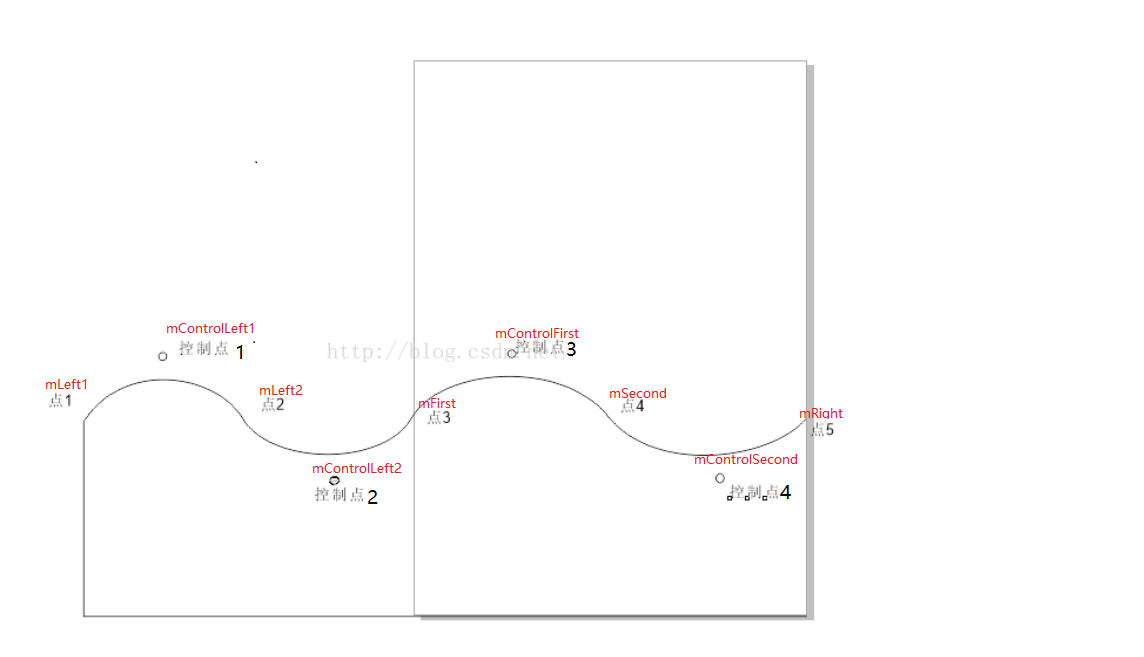 mControlLeft1
控制点 1
mControlFirst
控制点3
http://blog.csdn.net/
mLeft1
点1
mLeft2
点2
mFirst
点3
mSecond
点4
mRight
点5
mControlLeft2
控制点2
mControlSecond
控制点4